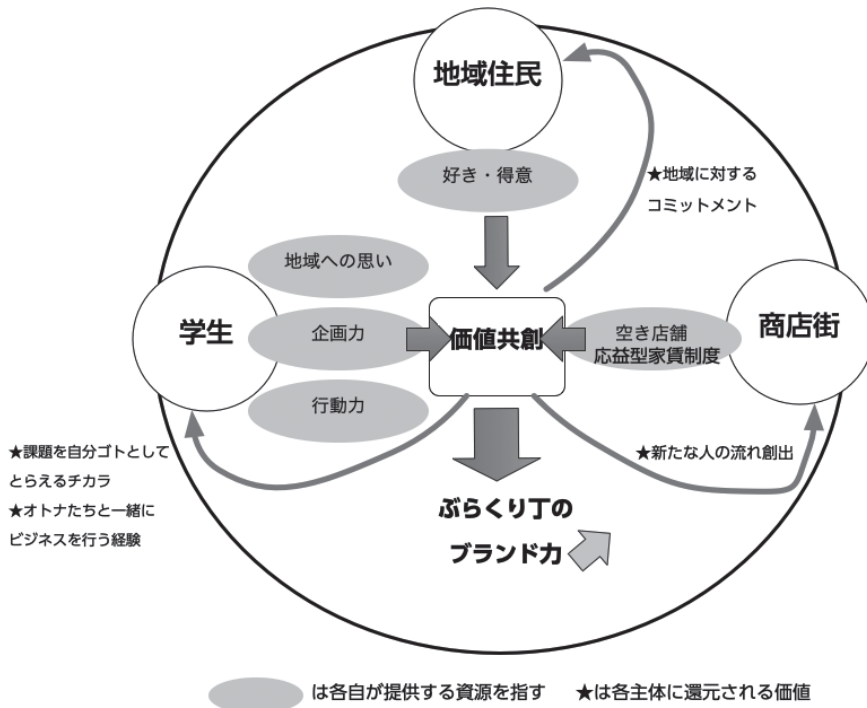 地域住民
好き・得意
★地域に対する
コミットメント
地域への思い
学生
企画力
行動力
価値共創
空き店舗
応益型家賃制度
商店街
★課題を自分ゴトとして
とらえるチカラ
★オトナたちと一緒に
ビジネスを行う経験
★新たな人の流れ創出
ぶらくり丁の
ブランド力
は各自が提供する資源を指す
★は各主体に還元される価値